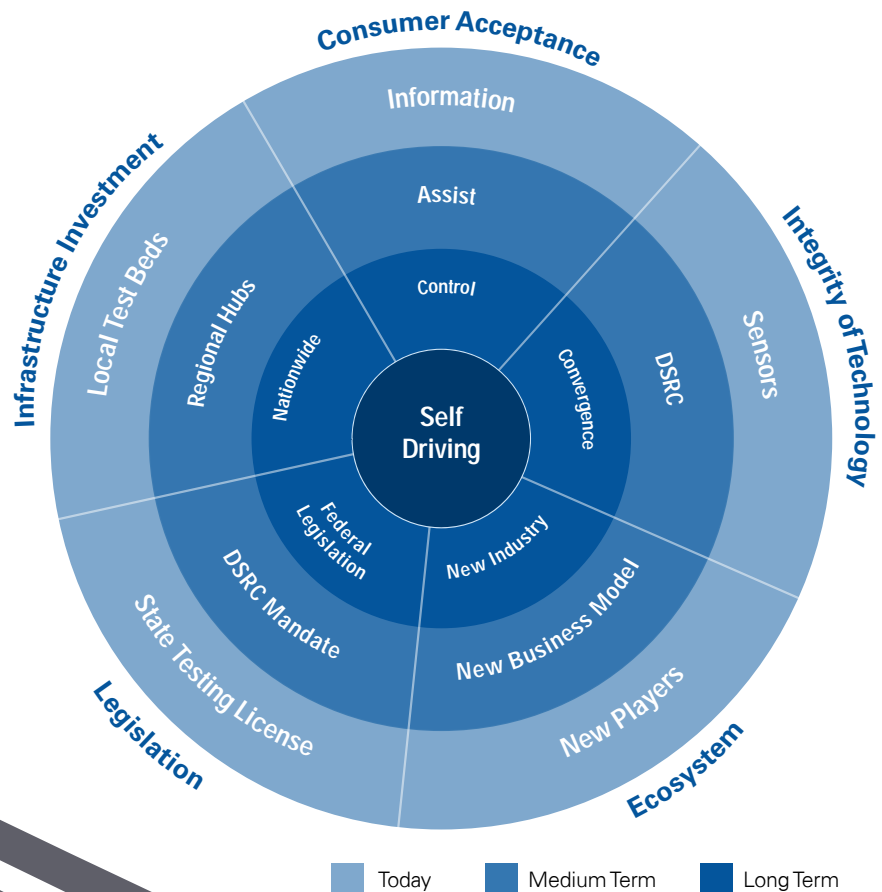 Consumer Acceptance
Information
Assist
Control
Infrastructure Investment
Local Test Beds
Regional Hubs
Nationwide
Integrity of Technology
Sensors
DSRC
Convergence
Self
Driving
Federal
Legislation
DSRC Mandate
State Testing License
Legislation
New Industry
New Business Model
New Players
Ecosystem
Today
Medium Term
Long Term